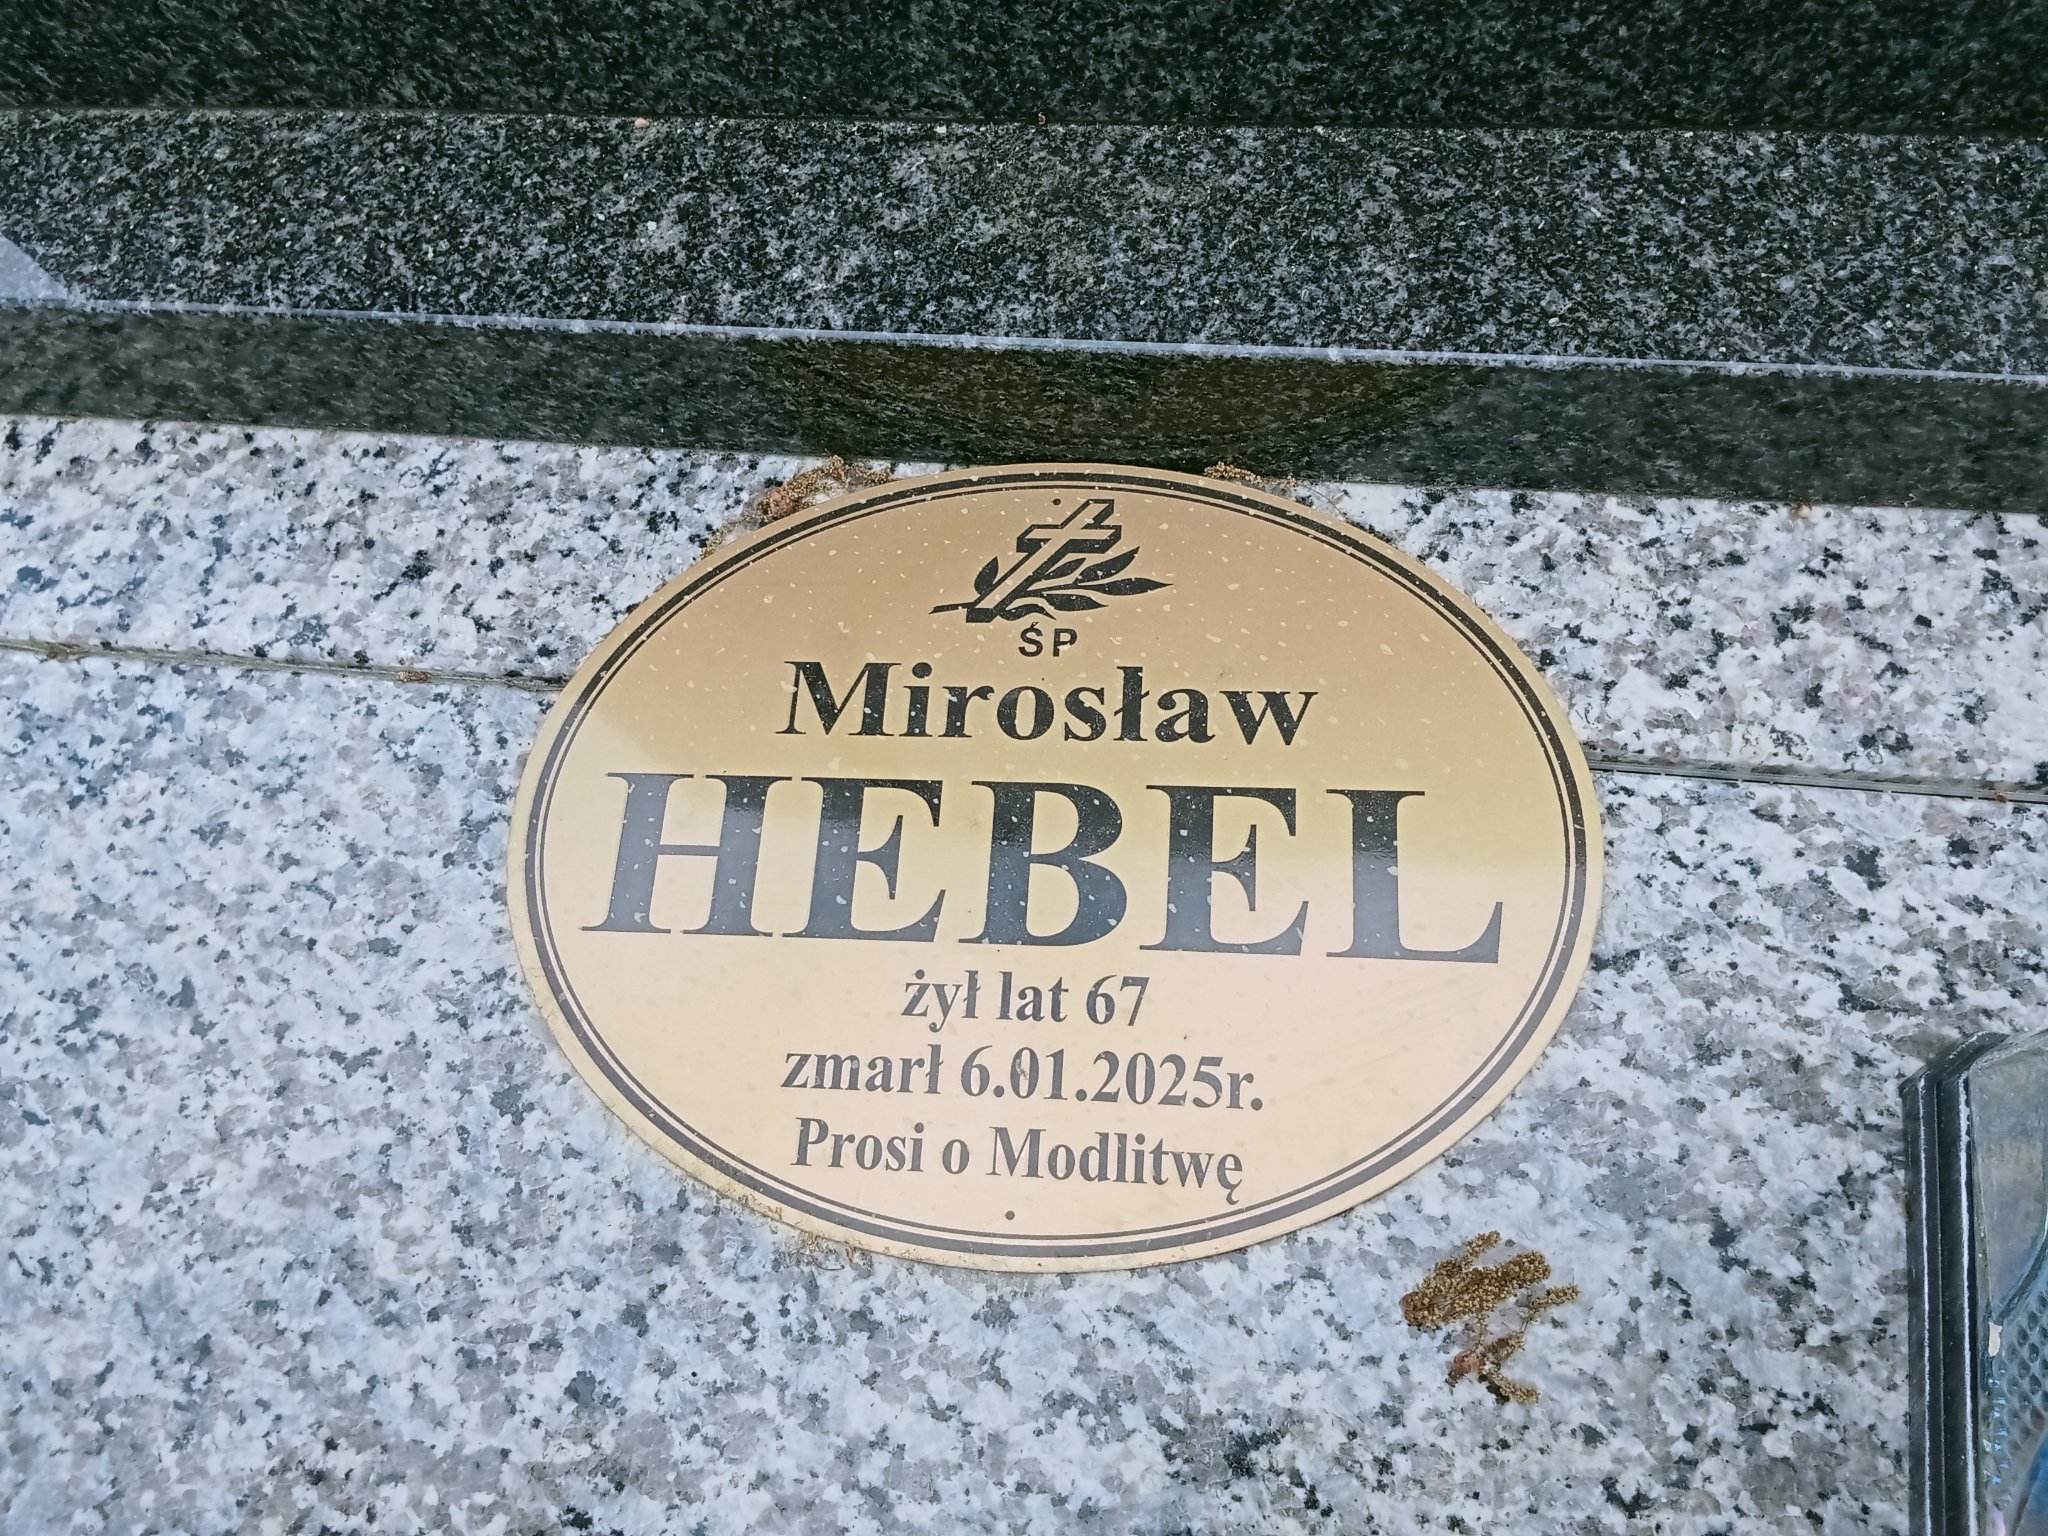 ŚP
Mirosław
HEBEL
żył lat 67
zmarł 6.01.2025r.
Prosi o Modlitwę